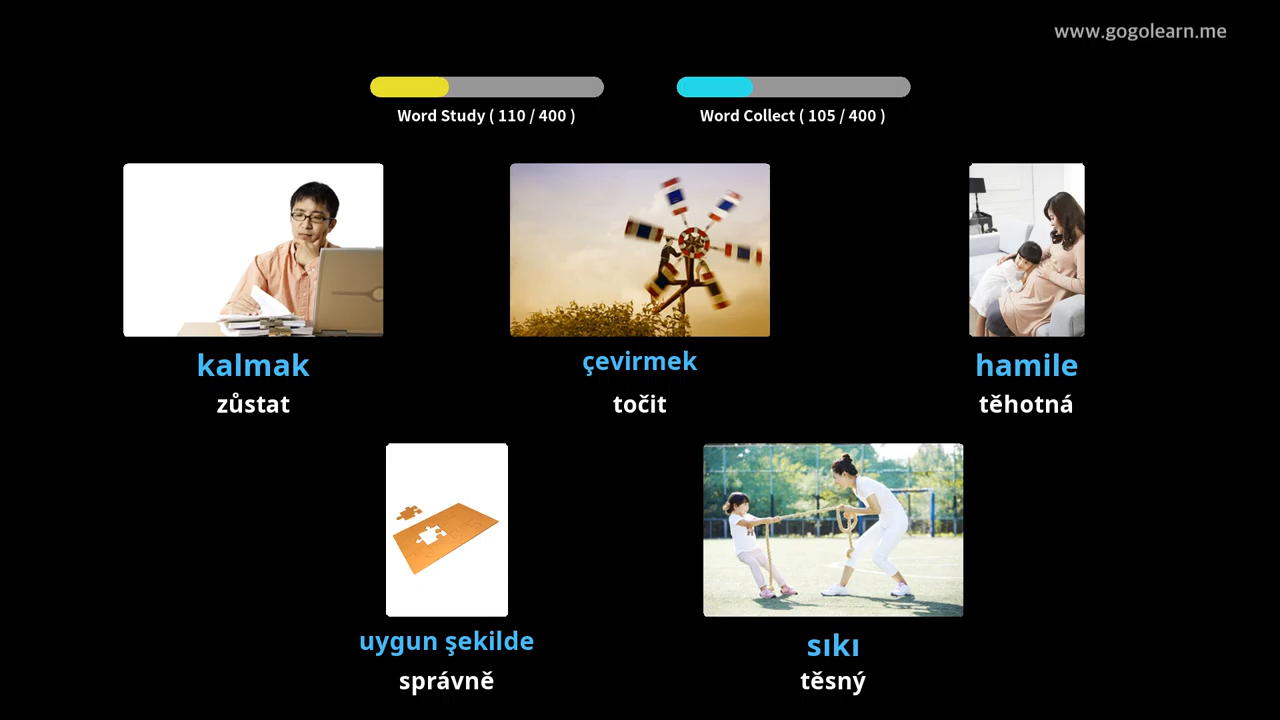 www.gogolearn.me
Word Study ( 110 / 400 )
Word Collect ( 105 / 400 )
kalmak
zůstat
çevirmek
točit
hamile
těhotná
uygun şekilde
správně
sıkı
těsný